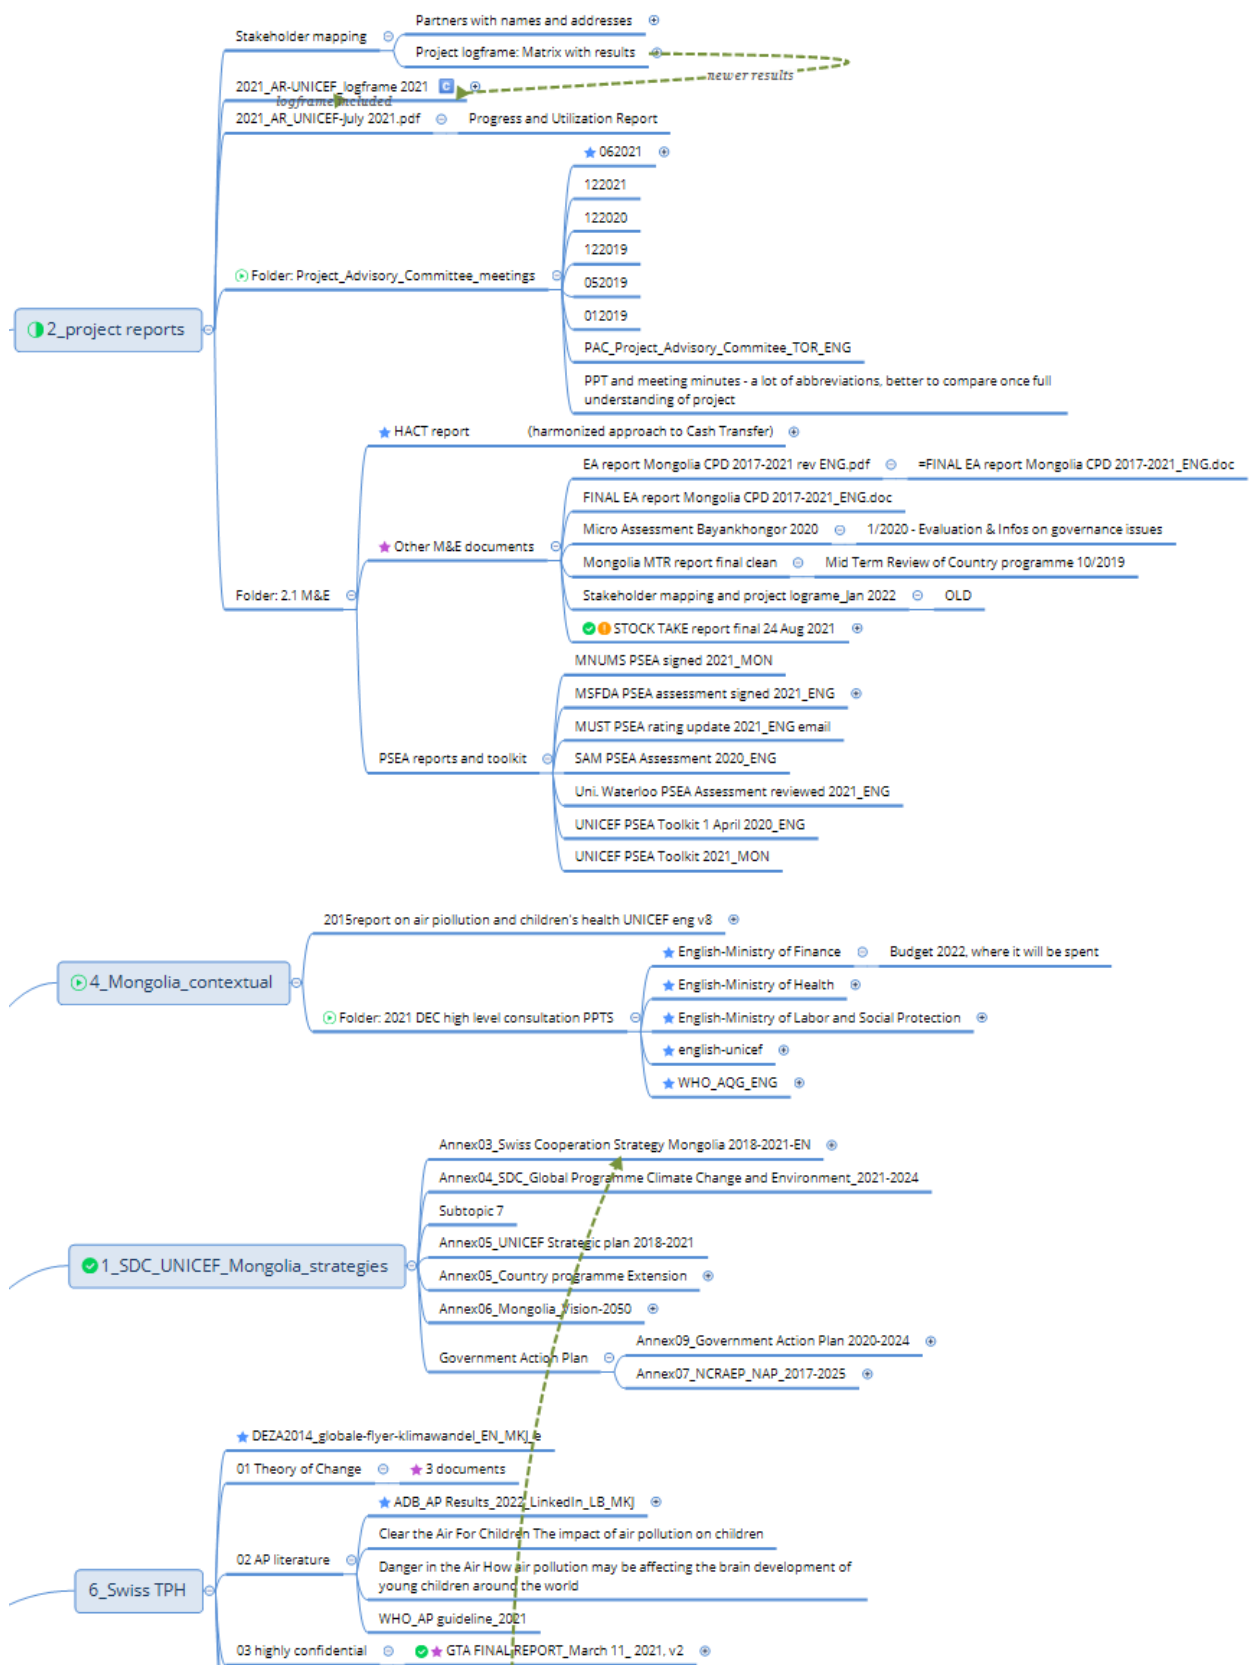 Stakeholder mapping
Partners with names and addresses
Project logframe: Matrix with results
newer results
2021_AR-UNICEF_logframe 2021
logframe included
2021_AR_UNICEF-July 2021.pdf
Progress and Utilization Report
062021
122021
122020
122019
052019
012019
PAC_Project_Advisory_Commitee_TOR_ENG
PPT and meeting minutes - a lot of abbreviations, better to compare once full
understanding of project
Folder: Project_Advisory_Committee_meetings
2_project reports
HACT report (harmonized approach to Cash Transfer)
EA report Mongolia CPD 2017-2021 rev ENG.pdf
=FINAL EA report Mongolia CPD 2017-2021_ENG.doc
FINAL EA report Mongolia CPD 2017-2021_ENG.doc
Micro Assessment Bayankhongor 2020
1/2020 - Evaluation & Infos on governance issues
Other M&E documents
Mongolia MTR report final clean
Mid Term Review of Country programme 10/2019
Folder: 2.1 M&E
Stakeholder mapping and project lograme_Jan 2022
OLD
STOCK TAKE report final 24 Aug 2021
MNUMS PSEA signed 2021_MON
MSFDA PSEA assessment signed 2021_ENG
MUST PSEA rating update 2021_ENG email
PSEA reports and toolkit
SAM PSEA Assessment 2020_ENG
Uni. Waterloo PSEA Assessment reviewed 2021_ENG
UNICEF PSEA Toolkit 1 April 2020_ENG
UNICEF PSEA Toolkit 2021_MON
2015report on air piollution and children's health UNICEF eng v8
4_Mongolia_contextual
English-Ministry of Finance
Budget 2022, where it will be spent
English-Ministry of Health
Folder: 2021 DEC high level consultation PPTS
English-Ministry of Labor and Social Protection
english-unicef
WHO_AQG_ENG
Annex03_Swiss Cooperation Strategy Mongolia 2018-2021-EN
Annex04_SDC_Global Programme Climate Change and Environment_2021-2024
Subtopic 7
Annex05_UNICEF Strategic plan 2018-2021
1_SDC_UNICEF_Mongolia_strategies
Annex05_Country programme Extension
Annex06_Mongolia_Vision-2050
Government Action Plan
Annex09_Government Action Plan 2020-2024
Annex07_NCRAEP_NAP_2017-2025
DEZA2014_globale-flyer-klimawandel_EN_MKJ_e
01 Theory of Change
3 documents
ADB_AP Results_2022_LinkedIn_LB_MKJ
Clear the Air For Children The impact of air pollution on children
02 AP literature
Danger in the Air How air pollution may be affecting the brain development of
young children around the world
6_Swiss TPH
WHO_AP guideline_2021
03 highly confidential
GTA FINAL REPORT_March 11_ 2021, v2